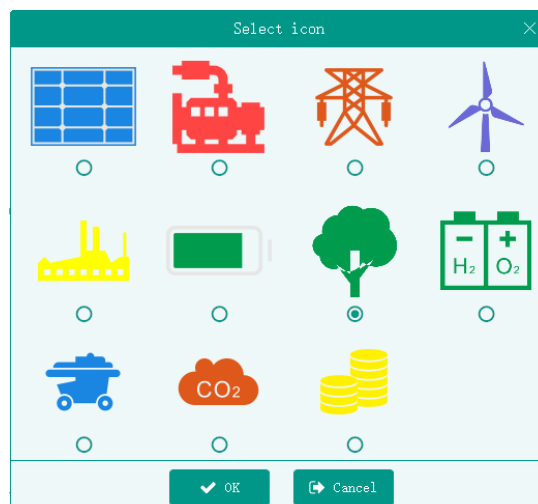 Select icon
− +
H₂ O₂
CO₂
OK Cancel